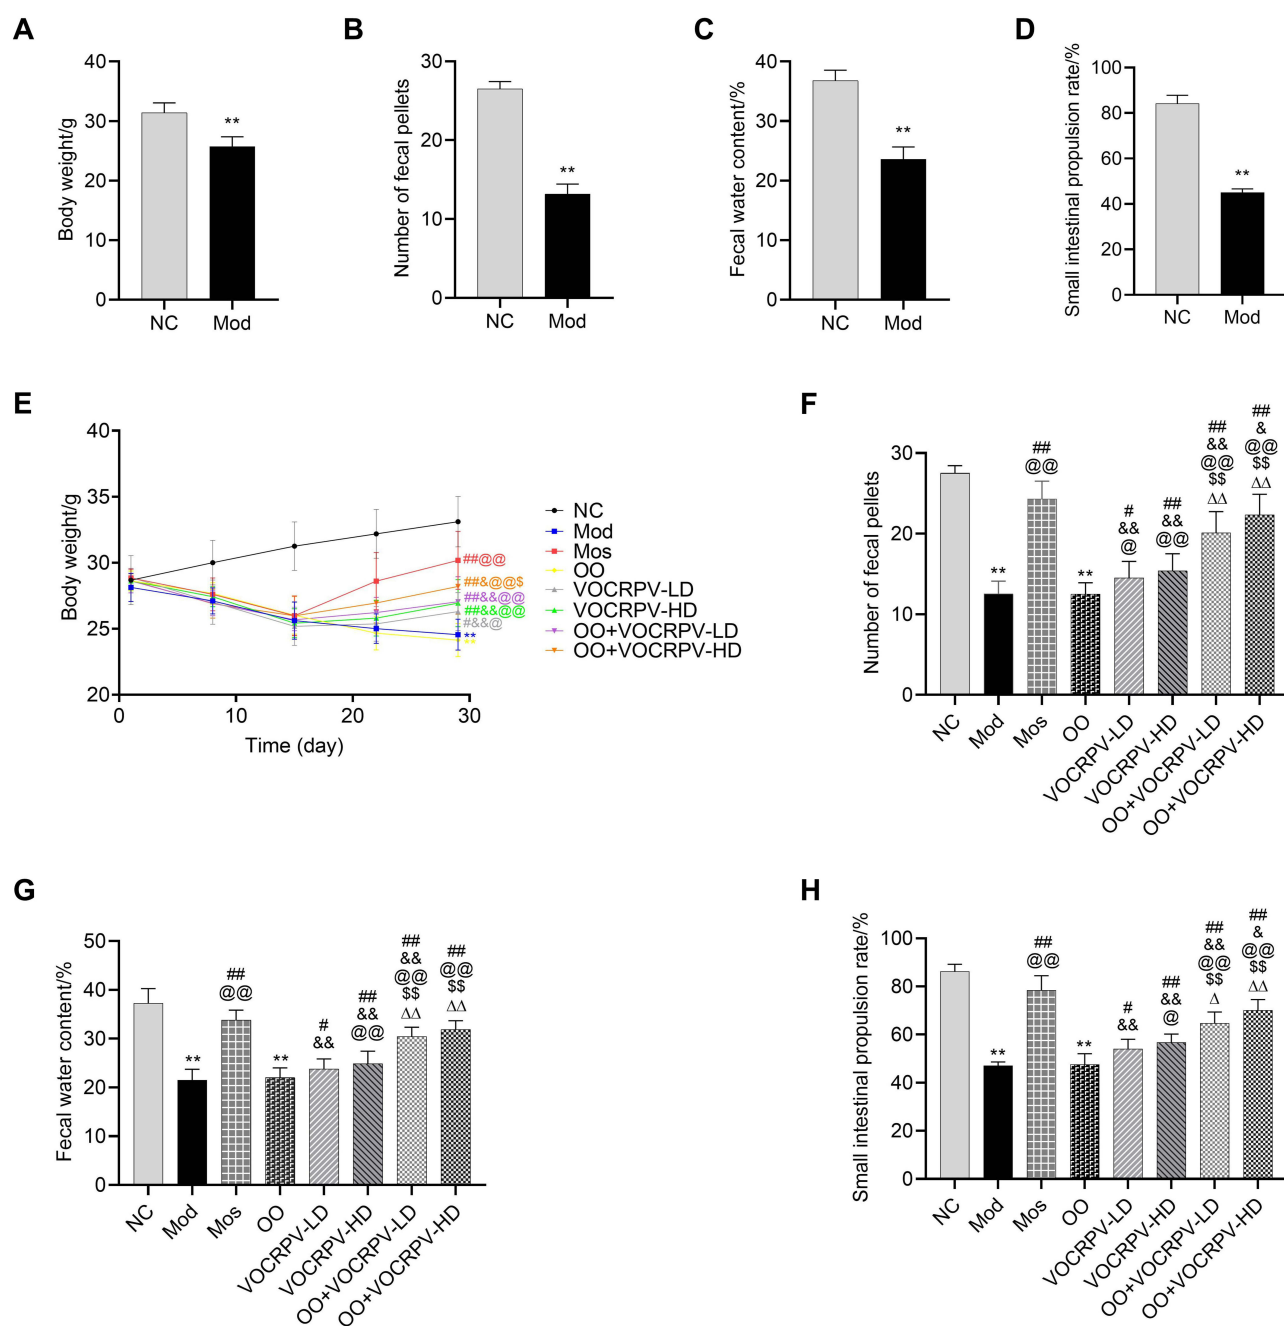 A
Body weight/g
40
30
20
10
0
**
NC
Mod
B
Number of fecal pellets
30
20
10
0
**
NC
Mod
C
Fecal water content/%
40
30
20
10
0
**
NC
Mod
D
Small intestinal propulsion rate/%
100
80
60
40
20
0
**
NC
Mod
E
Body weight/g
40
35
30
25
20
0
10
20
30
Time (day)
##@@
##&@@$
##&&@@
##&&@@
#&&@
**
**
NC
Mod
Mos
OO
VOCRPV-LD
VOCRPV-HD
OO+VOCRPV-LD
OO+VOCRPV-HD
F
Number of fecal pellets
30
20
10
0
**
##
@@
**
#
&&
@
##
&&
@@
##
&&
@@
$$
ΔΔ
##
&
@@
$$
ΔΔ
NC
Mod
Mos
OO
VOCRPV-LD
VOCRPV-HD
OO+VOCRPV-LD
OO+VOCRPV-HD
G
Fecal water content/%
50
40
30
20
10
0
**
##
@@
**
#
&&
##
&&
@@
##
&&
@@
$$
ΔΔ
##
@@
$$
ΔΔ
NC
Mod
Mos
OO
VOCRPV-LD
VOCRPV-HD
OO+VOCRPV-LD
OO+VOCRPV-HD
H
Small intestinal propulsion rate/%
100
80
60
40
20
0
**
##
@@
**
#
&&
##
&&
@
##
&&
@@
$$
Δ
##
&
@@
$$
ΔΔ
NC
Mod
Mos
OO
VOCRPV-LD
VOCRPV-HD
OO+VOCRPV-LD
OO+VOCRPV-HD